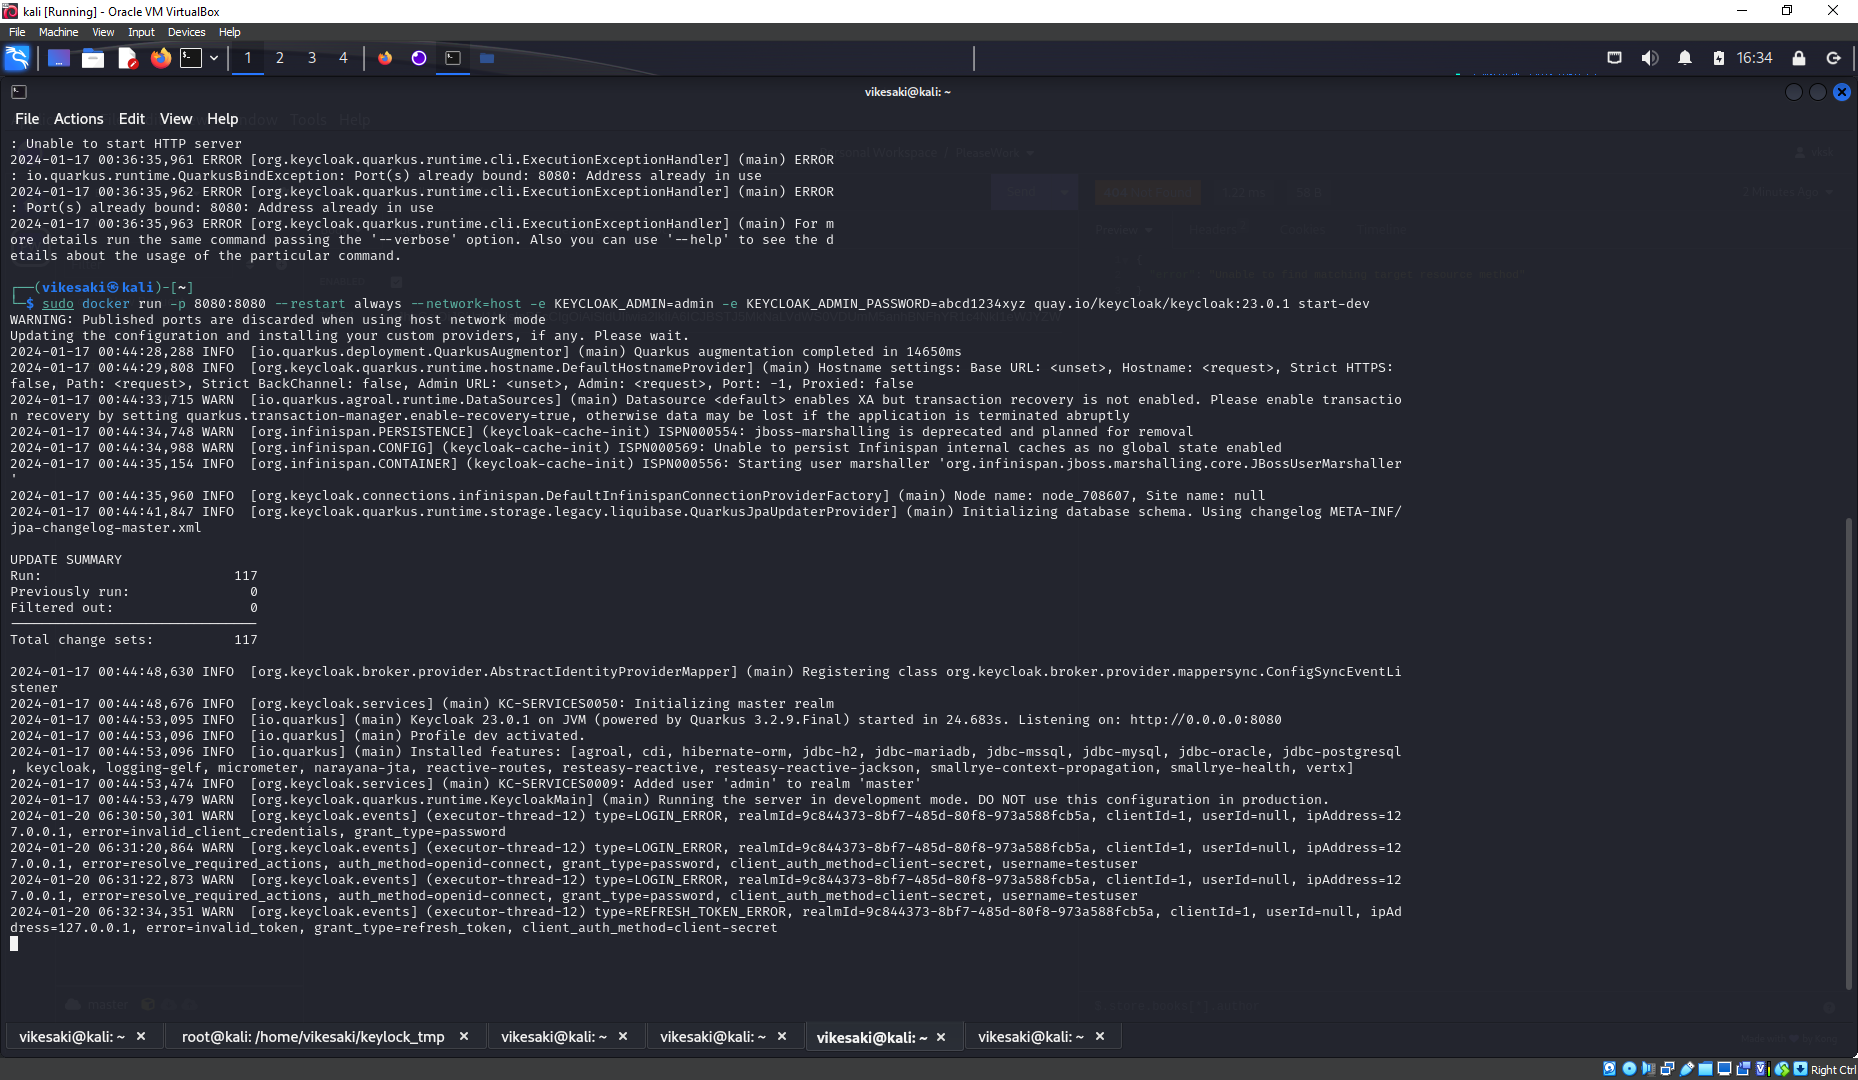 kali [Running] - Oracle VM VirtualBox
File Machine View Input Devices Help
1 2 3 4 16:34
vikesaki@kali: ~
File Actions Edit View Help
: Unable to start HTTP server
2024-01-17 00:36:35,961 ERROR [org.keycloak.quarkus.runtime.cli.ExecutionExceptionHandler] (main) ERROR
: io.quarkus.runtime.QuarkusBindException: Port(s) already bound: 8080: Address already in use
2024-01-17 00:36:35,962 ERROR [org.keycloak.quarkus.runtime.cli.ExecutionExceptionHandler] (main) ERROR
: Port(s) already bound: 8080: Address already in use
2024-01-17 00:36:35,963 ERROR [org.keycloak.quarkus.runtime.cli.ExecutionExceptionHandler] (main) For m
ore details run the same command passing the '--verbose' option. Also you can use '--help' to see the d
etails about the usage of the particular command.
┌──(vikesaki㉿kali)-[~]
└─$ sudo docker run -p 8080:8080 --restart always --network=host -e KEYCLOAK_ADMIN=admin -e KEYCLOAK_ADMIN_PASSWORD=abcd1234xyz quay.io/keycloak/keycloak:23.0.1 start-dev
WARNING: Published ports are discarded when using host network mode
Updating the configuration and installing your custom providers, if any. Please wait.
2024-01-17 00:44:28,288 INFO  [io.quarkus.deployment.QuarkusAugmentor] (main) Quarkus augmentation completed in 14650ms
2024-01-17 00:44:29,808 INFO  [org.keycloak.quarkus.runtime.hostname.DefaultHostnameProvider] (main) Hostname settings: Base URL: <unset>, Hostname: <request>, Strict HTTPS:
false, Path: <request>, Strict BackChannel: false, Admin URL: <unset>, Admin: <request>, Port: -1, Proxied: false
2024-01-17 00:44:33,715 WARN  [io.quarkus.agroal.runtime.DataSources] (main) Datasource <default> enables XA but transaction recovery is not enabled. Please enable transactio
n recovery by setting quarkus.transaction-manager.enable-recovery=true, otherwise data may be lost if the application is terminated abruptly
2024-01-17 00:44:34,748 WARN  [org.infinispan.PERSISTENCE] (keycloak-cache-init) ISPN000554: jboss-marshalling is deprecated and planned for removal
2024-01-17 00:44:34,988 WARN  [org.infinispan.CONFIG] (keycloak-cache-init) ISPN000569: Unable to persist Infinispan internal caches as no global state enabled
2024-01-17 00:44:35,154 INFO  [org.infinispan.CONTAINER] (keycloak-cache-init) ISPN000556: Starting user marshaller 'org.infinispan.jboss.marshalling.core.JBossUserMarshaller
'
2024-01-17 00:44:35,960 INFO  [org.keycloak.connections.infinispan.DefaultInfinispanConnectionProviderFactory] (main) Node name: node_708607, Site name: null
2024-01-17 00:44:41,847 INFO  [org.keycloak.quarkus.runtime.storage.legacy.liquibase.QuarkusJpaUpdaterProvider] (main) Initializing database schema. Using changelog META-INF/
jpa-changelog-master.xml
UPDATE SUMMARY
Run: 117
Previously run: 0
Filtered out: 0
-------------------------------
Total change sets: 117
2024-01-17 00:44:48,630 INFO  [org.keycloak.broker.provider.AbstractIdentityProviderMapper] (main) Registering class org.keycloak.broker.provider.mappersync.ConfigSyncEventLi
stener
2024-01-17 00:44:48,676 INFO  [org.keycloak.services] (main) KC-SERVICES0050: Initializing master realm
2024-01-17 00:44:53,095 INFO  [io.quarkus] (main) Keycloak 23.0.1 on JVM (powered by Quarkus 3.2.9.Final) started in 24.683s. Listening on: http://0.0.0.0:8080
2024-01-17 00:44:53,096 INFO  [io.quarkus] (main) Profile dev activated.
2024-01-17 00:44:53,096 INFO  [io.quarkus] (main) Installed features: [agroal, cdi, hibernate-orm, jdbc-h2, jdbc-mariadb, jdbc-mssql, jdbc-mysql, jdbc-oracle, jdbc-postgresql
, keycloak, logging-gelf, micrometer, narayana-jta, reactive-routes, resteasy-reactive, resteasy-reactive-jackson, smallrye-context-propagation, smallrye-health, vertx]
2024-01-17 00:44:53,474 INFO  [org.keycloak.services] (main) KC-SERVICES0009: Added user 'admin' to realm 'master'
2024-01-17 00:44:53,479 WARN  [org.keycloak.quarkus.runtime.KeycloakMain] (main) Running the server in development mode. DO NOT use this configuration in production.
2024-01-20 06:30:50,301 WARN  [org.keycloak.events] (executor-thread-12) type=LOGIN_ERROR, realmId=9c844373-8bf7-485d-80f8-973a588fcb5a, clientId=1, userId=null, ipAddress=12
7.0.0.1, error=invalid_client_credentials, grant_type=password
2024-01-20 06:31:20,864 WARN  [org.keycloak.events] (executor-thread-12) type=LOGIN_ERROR, realmId=9c844373-8bf7-485d-80f8-973a588fcb5a, clientId=1, userId=null, ipAddress=12
7.0.0.1, error=resolve_required_actions, auth_method=openid-connect, grant_type=password, client_auth_method=client-secret, username=testuser
2024-01-20 06:31:22,873 WARN  [org.keycloak.events] (executor-thread-12) type=LOGIN_ERROR, realmId=9c844373-8bf7-485d-80f8-973a588fcb5a, clientId=1, userId=null, ipAddress=12
7.0.0.1, error=resolve_required_actions, auth_method=openid-connect, grant_type=password, client_auth_method=client-secret, username=testuser
2024-01-20 06:32:34,351 WARN  [org.keycloak.events] (executor-thread-12) type=REFRESH_TOKEN_ERROR, realmId=9c844373-8bf7-485d-80f8-973a588fcb5a, clientId=1, userId=null, ipAd
dress=127.0.0.1, error=invalid_token, grant_type=refresh_token, client_auth_method=client-secret
vikesaki@kali: ~ root@kali: /home/vikesaki/keylock_tmp vikesaki@kali: ~ vikesaki@kali: ~ vikesaki@kali: ~ vikesaki@kali: ~
Right Ctrl